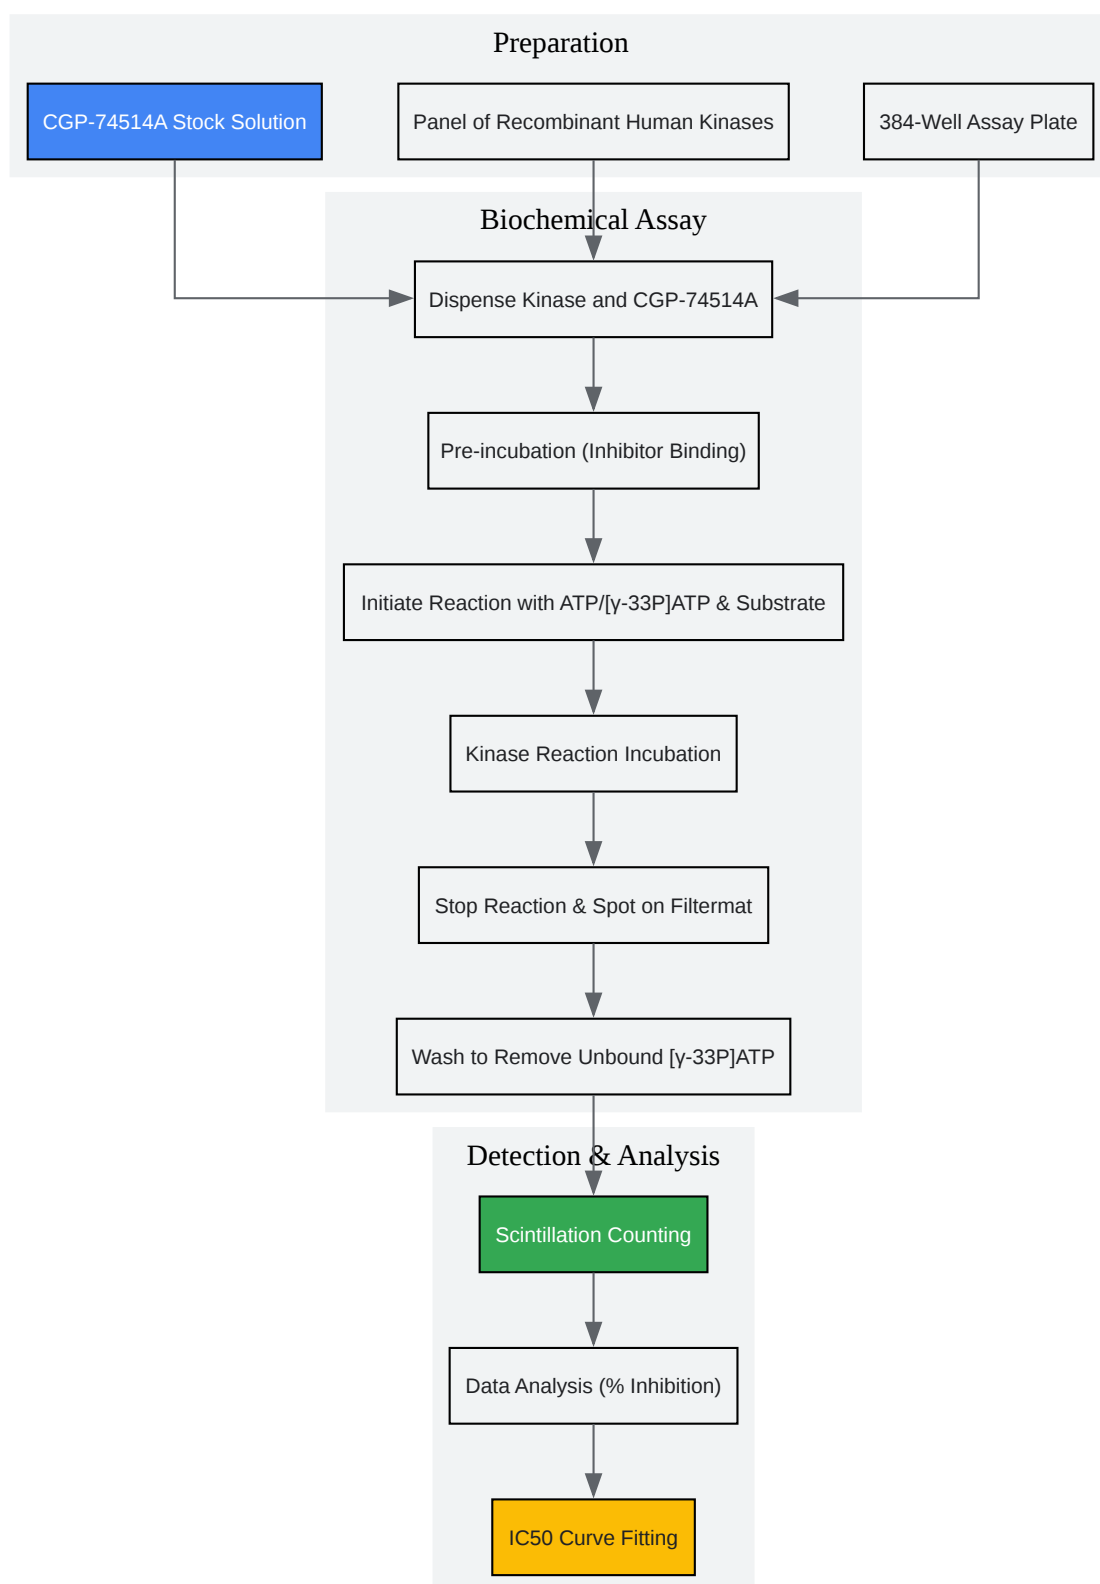 Preparation
CGP-74514A Stock Solution
Panel of Recombinant Human Kinases
384-Well Assay Plate
Biochemical Assay
Dispense Kinase and CGP-74514A
Pre-incubation (Inhibitor Binding)
Initiate Reaction with ATP/[γ-33P]ATP & Substrate
Kinase Reaction Incubation
Stop Reaction & Spot on Filtermat
Wash to Remove Unbound [γ-33P]ATP
Detection & Analysis
Scintillation Counting
Data Analysis (% Inhibition)
IC50 Curve Fitting